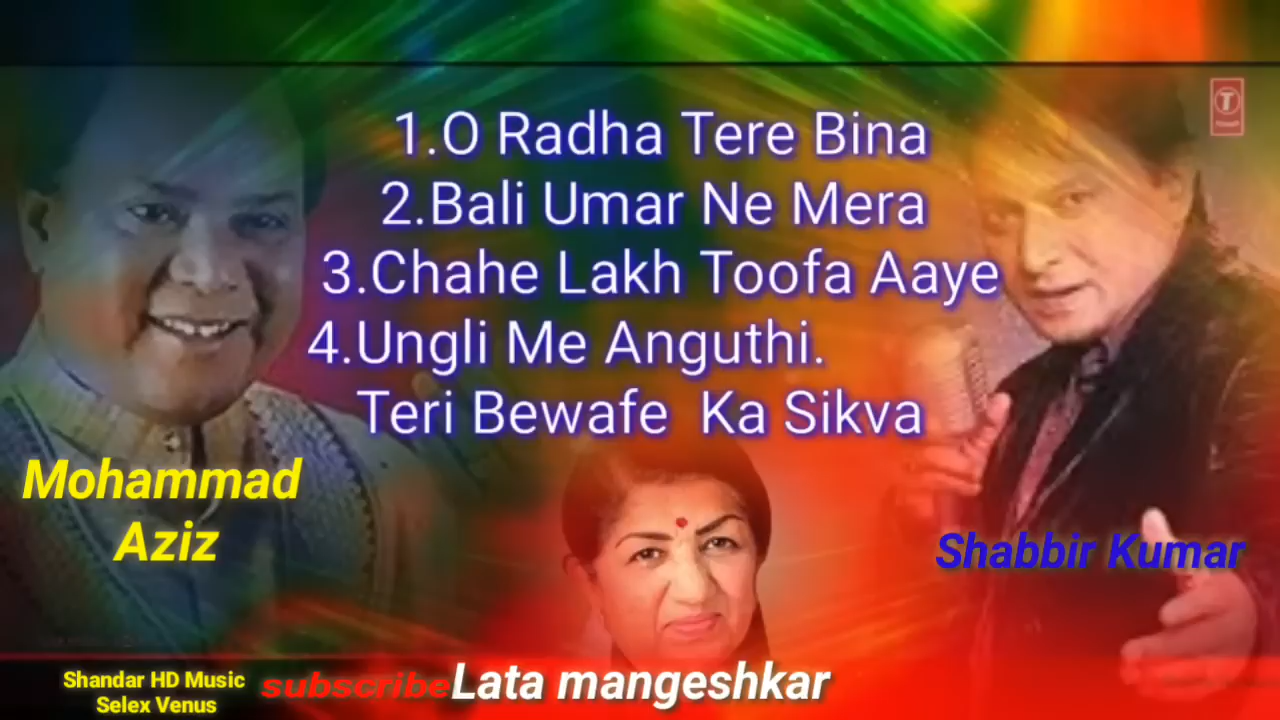 1.O Radha Tere Bina
2.Bali Umar Ne Mera
3.Chahe Lakh Toofa Aaye
4.Ungli Me Anguthi.
Teri Bewafe Ka Sikva
Mohammad
Aziz
Shabbir Kumar
Shandar HD Music
Selex Venus
subscribe
Lata mangeshkar
T